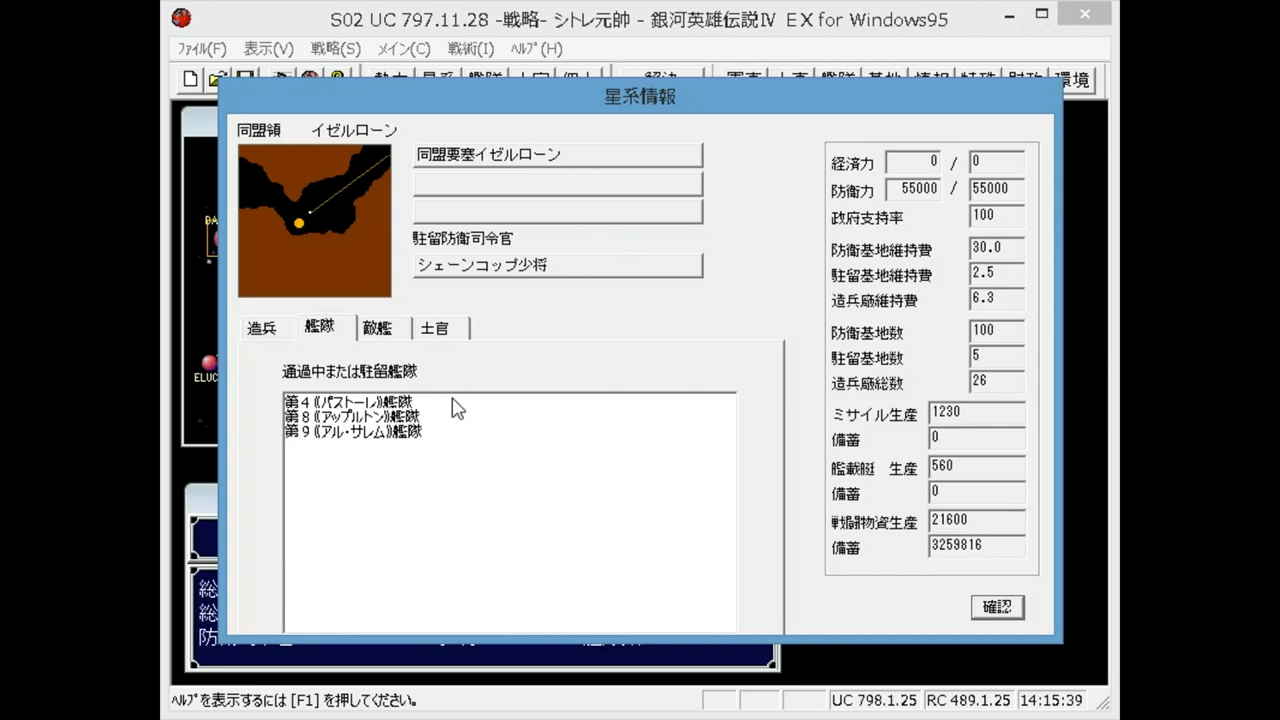 S02 UC 797.11.28 -戦略- シトレ元帥 - 銀河英雄伝説Ⅳ ＥＸ for Windows95
ﾌｧｲﾙ(F) 表示(V) 戦略(S) メイン(C) 戦術(I) ﾍﾙﾌﾟ(H)
環境
星系情報
同盟領 イゼルローン
同盟要塞イゼルローン
駐留防衛司令官
シェーンコップ少将
造兵 艦隊 敵艦 士官
通過中または駐留艦隊
第4《パストーレ》艦隊
第8《アップルトン》艦隊
第9《アル・サレム》艦隊
経済力 0 / 0
防衛力 55000 / 55000
政府支持率 100
防衛基地維持費 30.0
駐留基地維持費 2.5
造兵廠維持費 6.3
防衛基地数 100
駐留基地数 5
造兵廠総数 26
ミサイル生産 1230
備蓄 0
艦載艇 生産 560
備蓄 0
戦闘物資生産 21600
備蓄 3259816
確認
ELUC
総
総
防
ﾍﾙﾌﾟを表示するには [F1] を押してください。
UC 798.1.25 RC 489.1.25 14:15:39